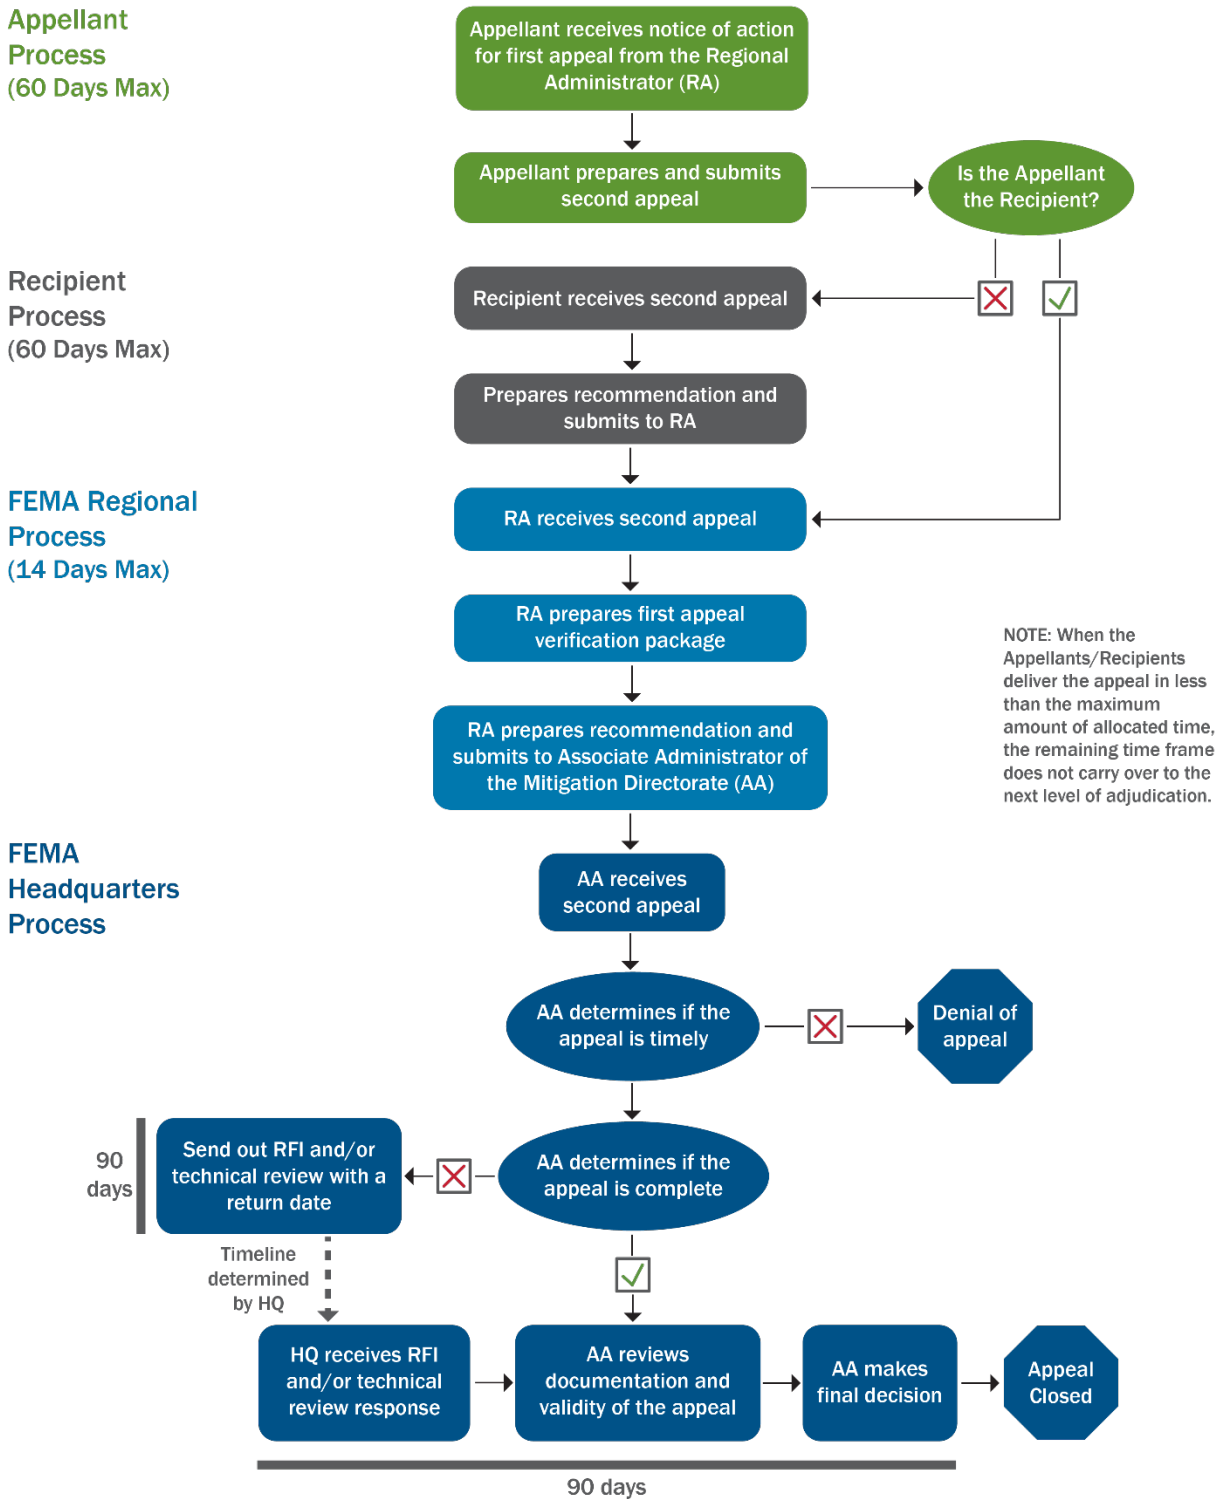 Appellant
Process
(60 Days Max)
Appellant receives notice of action
for first appeal from the Regional
Administrator (RA)
Appellant prepares and submits
second appeal
Is the Appellant
the Recipient?
Recipient
Process
(60 Days Max)
Recipient receives second appeal
Prepares recommendation and
submits to RA
FEMA Regional
Process
(14 Days Max)
RA receives second appeal
RA prepares first appeal
verification package
NOTE: When the
Appellants/Recipients
deliver the appeal in less
than the maximum
amount of allocated time,
the remaining time frame
does not carry over to the
next level of adjudication.
RA prepares recommendation and
submits to Associate Administrator of
the Mitigation Directorate (AA)
FEMA
Headquarters
Process
AA receives
second appeal
AA determines if the
appeal is timely
Denial of
appeal
AA determines if the
appeal is complete
Send out RFI and/or
technical review with a
return date
90
days
Timeline
determined
by HQ
HQ receives RFI
and/or technical
review response
AA reviews
documentation and
validity of the appeal
AA makes
final decision
Appeal
Closed
90 days